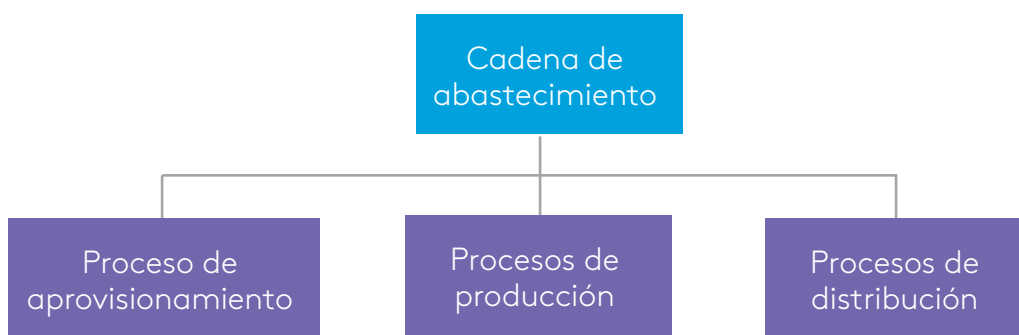 Cadena de
abastecimiento
Proceso de
aprovisionamiento
Procesos de
producción
Procesos de
distribución